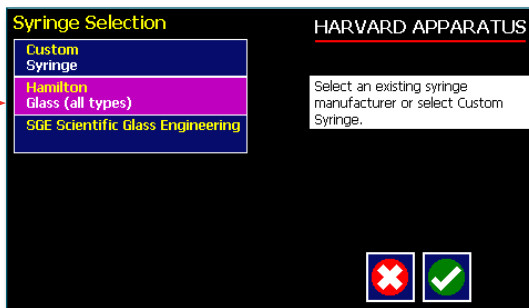 Syringe Selection
HARVARD APPARATUS
Custom
Syringe
Hamilton
Glass (all types)
SGE Scientific Glass Engineering
Select an existing syringe
manufacturer or select Custom
Syringe.